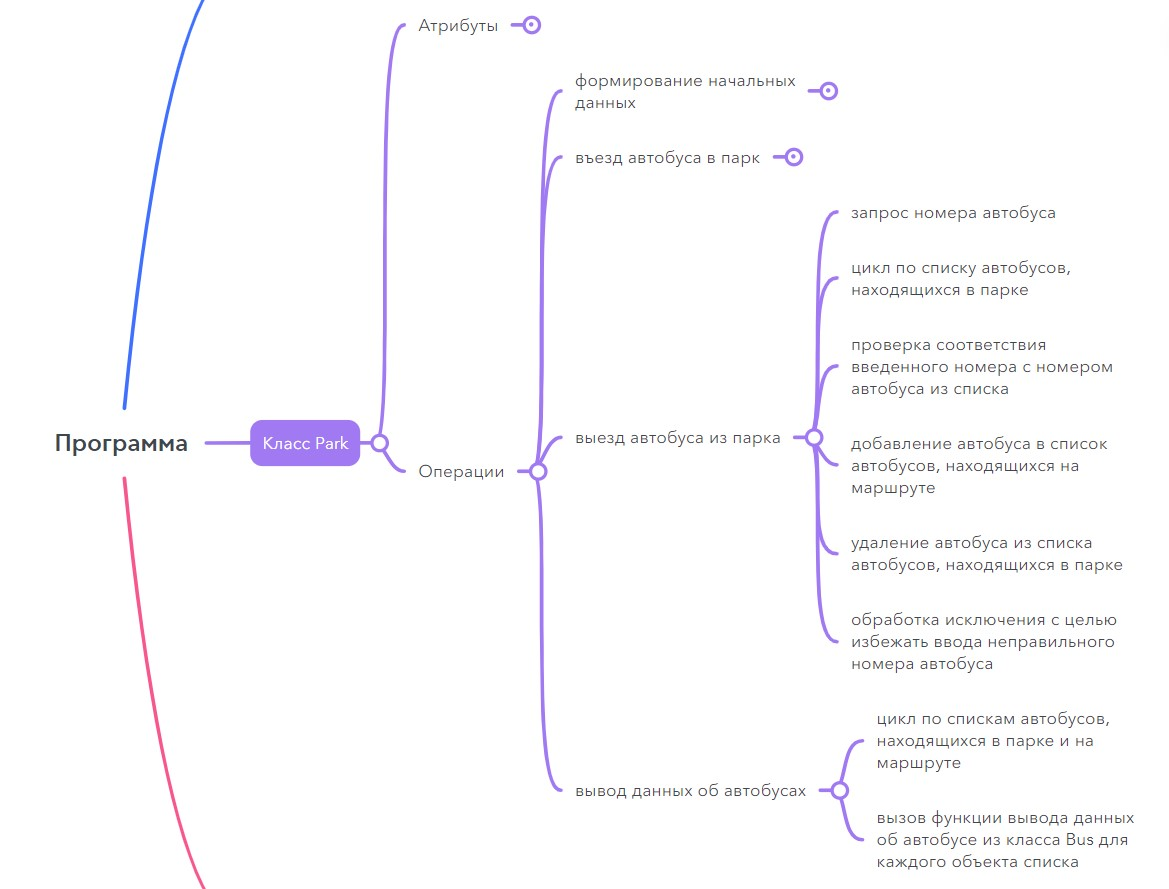 Программа
Класс Park
Атрибуты
Операции
формирование начальных
данных
въезд автобуса в парк
выезд автобуса из парка
запрос номера автобуса
цикл по списку автобусов,
находящихся в парке
проверка соответствия
введенного номера с номером
автобуса из списка
добавление автобуса в список
автобусов, находящихся на
маршруте
удаление автобуса из списка
автобусов, находящихся в парке
обработка исключения с целью
избежать ввода неправильного
номера автобуса
вывод данных об автобусах
цикл по спискам автобусов,
находящихся в парке и на
маршруте
вызов функции вывода данных
об автобусе из класса Bus для
каждого объекта списка